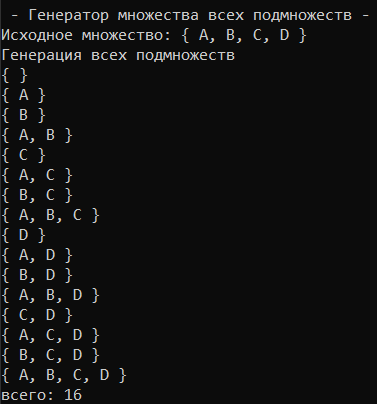 - Генератор множества всех подмножеств -
Исходное множество: { A, B, C, D }
Генерация всех подмножеств
{ }
{ A }
{ B }
{ A, B }
{ C }
{ A, C }
{ B, C }
{ A, B, C }
{ D }
{ A, D }
{ B, D }
{ A, B, D }
{ C, D }
{ A, C, D }
{ B, C, D }
{ A, B, C, D }
всего: 16